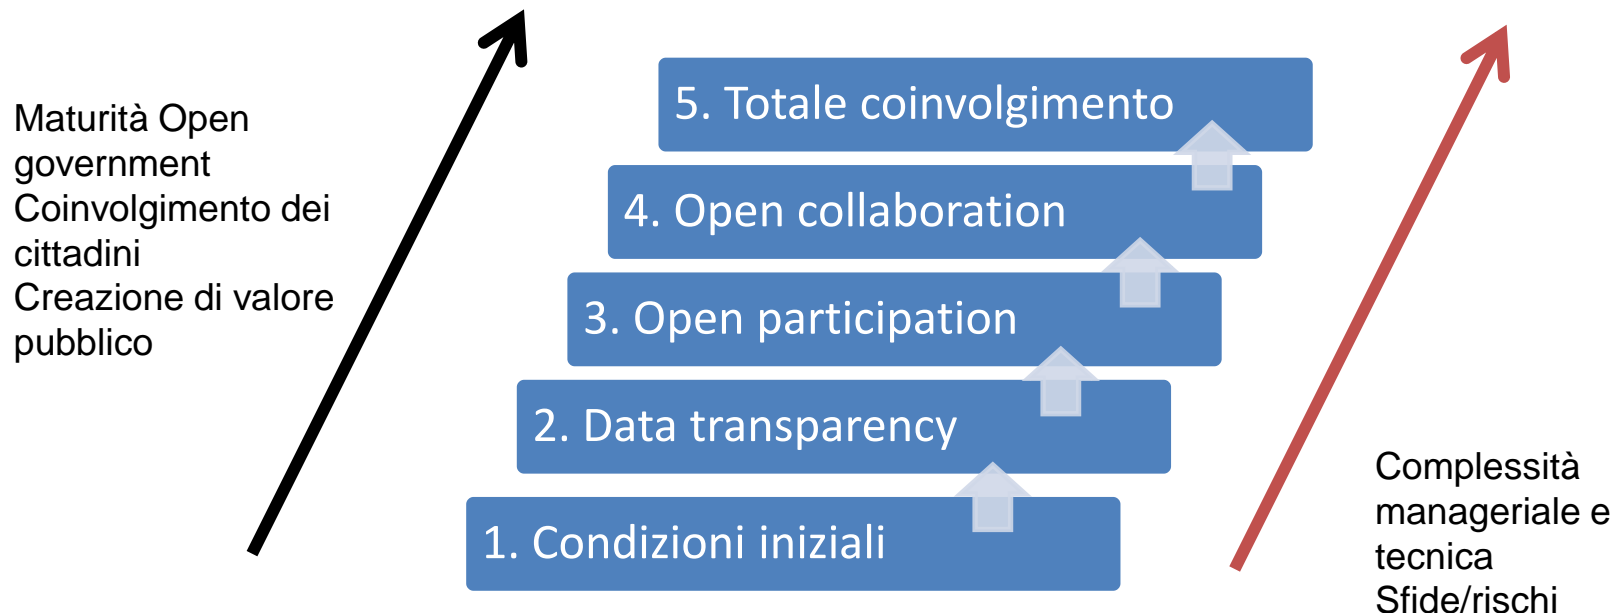 Maturità Open
government
Coinvolgimento dei
cittadini
Creazione di valore
pubblico
5. Totale coinvolgimento
4. Open collaboration
3. Open participation
2. Data transparency
1. Condizioni iniziali
Complessità
manageriale e
tecnica
Sfide/rischi